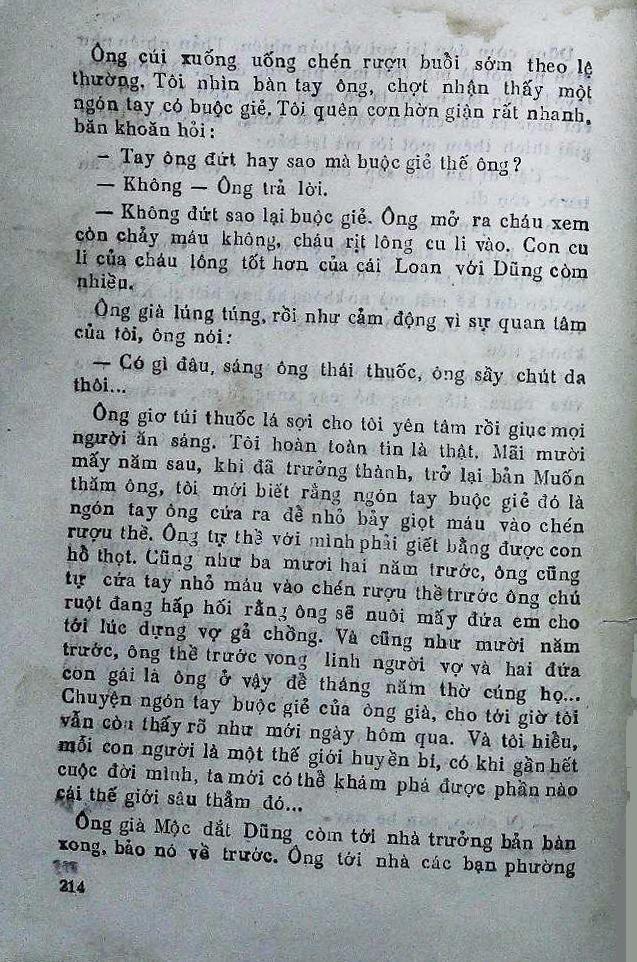 Ông cúi xuống uống chén rượu buổi sớm theo lệ
thường. Tôi nhìn bàn tay ông, chợt nhận thấy một
ngón tay có buộc giẻ. Tôi quên cơn hờn giận rất nhanh,
băn khoăn hỏi:
— Tay ông đứt hay sao mà buộc giẻ thế ông?
— Không — Ông trả lời.
— Không đứt sao lại buộc giẻ. Ông mở ra cháu xem
còn chảy máu không, cháu rịt lông cu li vào. Con cu
li của cháu lông tốt hơn của cái Loan với Dũng còm
nhiều.
Ông già lúng túng, rồi như cảm động vì sự quan tâm
của tôi, ông nói:
— Có gì đâu, sáng ông thái thuốc, ông sầy chút da
thôi...
Ông giơ túi thuốc lá sợi cho tôi yên tâm rồi giục mọi
người ăn sáng. Tôi hoàn toàn tin là thật. Mãi mười
mấy năm sau, khi đã trưởng thành, trở lại bản Muốn
thăm ông, tòi mới biết rằng ngón tay buộc giẻ đó là
ngón tay ông cứa ra để nhỏ bảy giọt máu vào chén
rượu thề. Ông tự thề với mình phải giết bằng được con
hổ thọt. Cũng như ba mươi hai năm trước, ông cũng
tự cứa tay nhỏ máu vào chén rượu thề trước ông chú
ruột đang hấp hối rằng ông sẽ nuôi mấy đứa em cho
tới lúc dựng vợ gả chồng. Và cũng như mười năm
trước, ông thề trước vong linh người vợ và hai đứa
con gái là ông ở vậy để tháng năm thờ cúng họ...
Chuyện ngón tay buộc giẻ của ông già, cho tới giờ tôi
vẫn còn thấy rõ như mới ngày hôm qua. Và tôi hiểu,
mỗi con người là một thế giới huyền bí, có khi gần hết
cuộc đời mình, ta mới có thể khám phá được phần nào
cái thế giới sâu thẳm đó...
Ông già Mộc dắt Dũng còm tới nhà trưởng bản bàn
xong, bảo nó về trước. Ông tới nhà các bạn phường
214